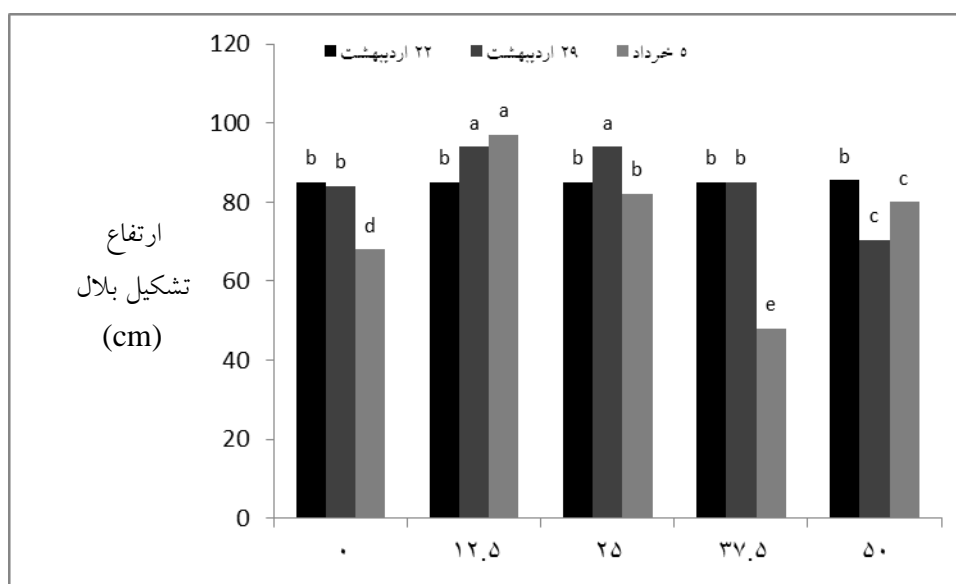 ۲۲ اردیبهشت ۲۹ اردیبهشت ۵ خرداد
120
100
80
60
40
20
0
ارتفاع
تشکیل بلال
(cm)
b b d b a a b a b b b e b c c
۰ ۱۲.۵ ۲۵ ۳۷.۵ ۵۰